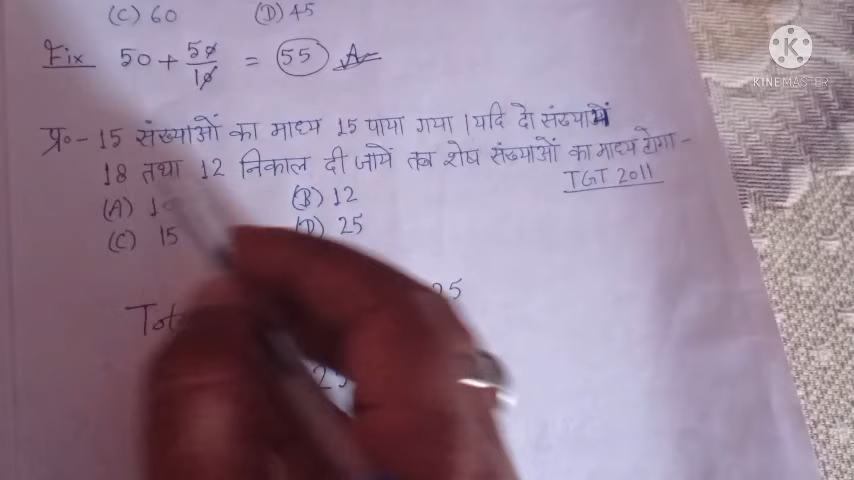 (C) 60 (D) 45
Fix 50 + 50/10 = 55 A
प्र०- 15 संख्याओं का माध्य 15 पाया गया । यदि दो संख्यायें
18 तथा 12 निकाल दी जायें तब शेष संख्याओं का माध्य होगा -
TGT 2011
(A) (B) 12
(C) 15 (D) 25
25
K
KINEMASTER